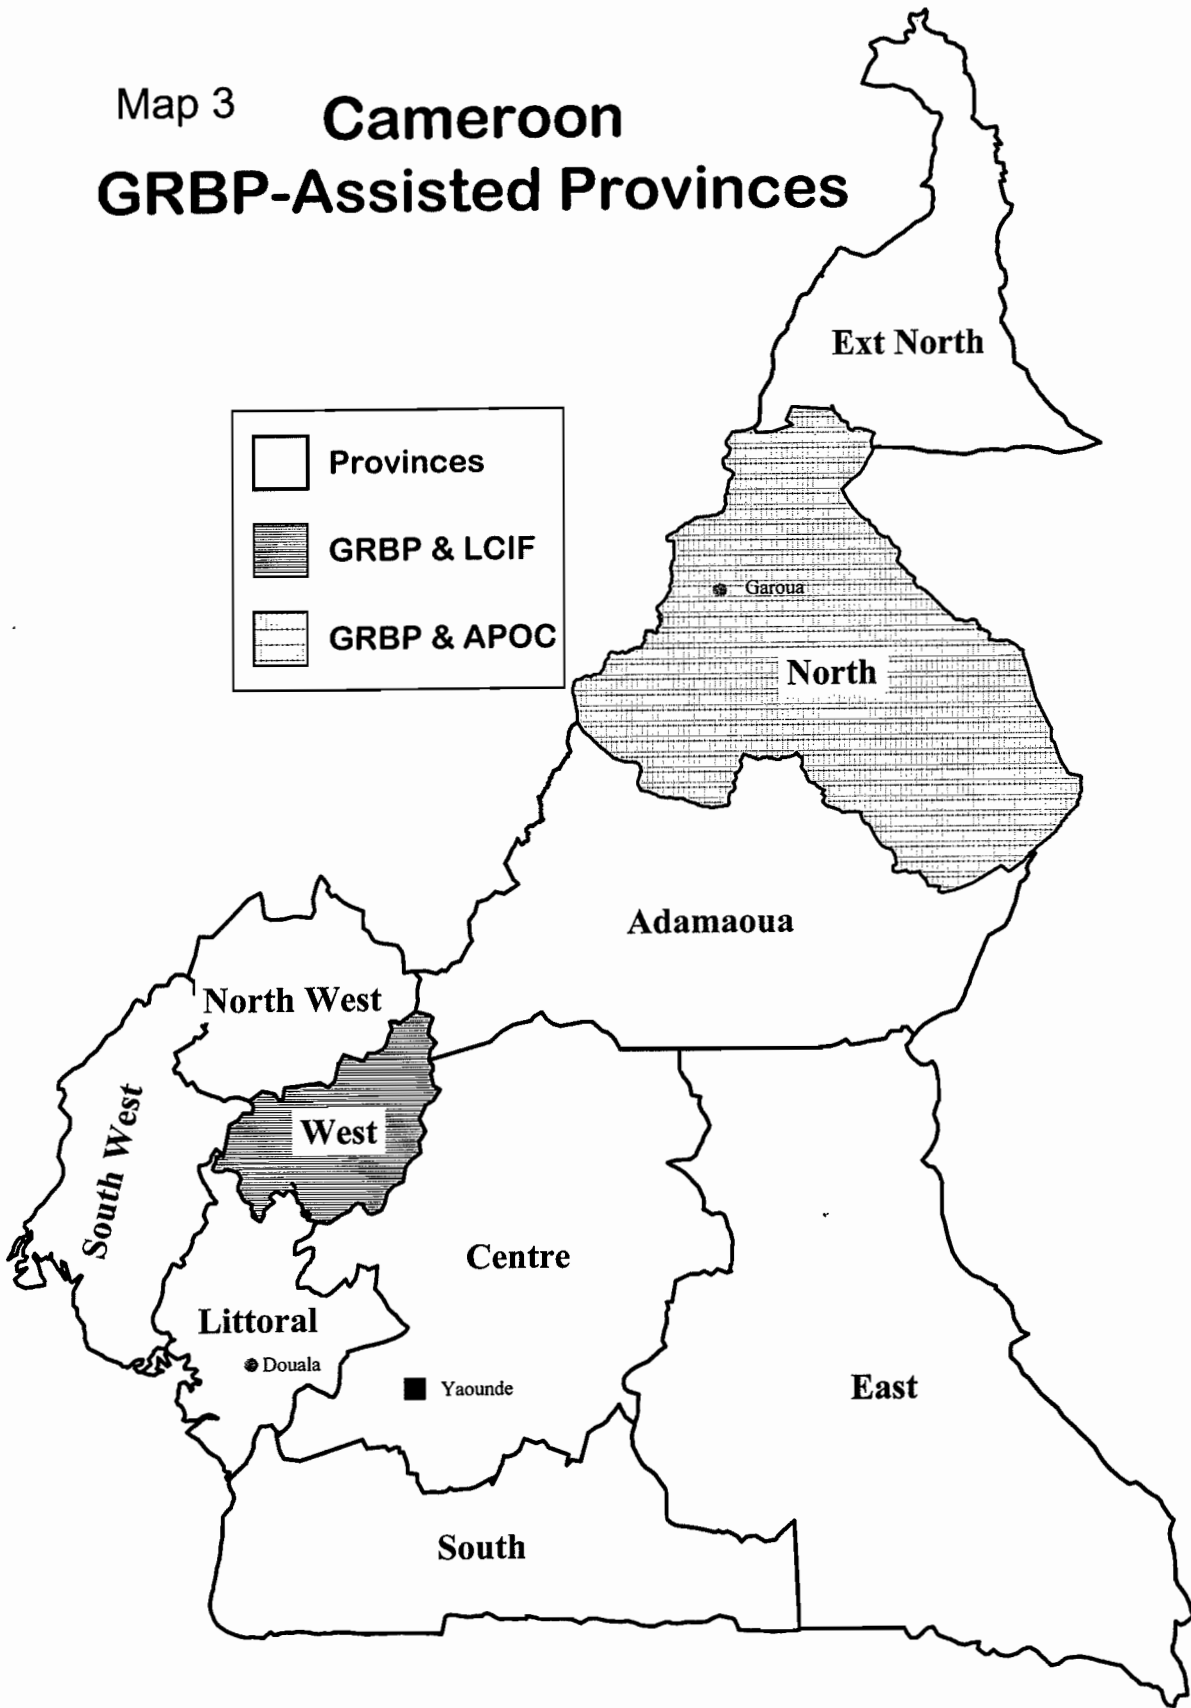 Map 3
Cameroon
GRBP-Assisted Provinces
Ext North
Provinces
GRBP & LCIF
GRBP & APOC
Garoua
North
Adamaoua
North West
South West
West
Centre
Littoral
Douala
Yaounde
East
South